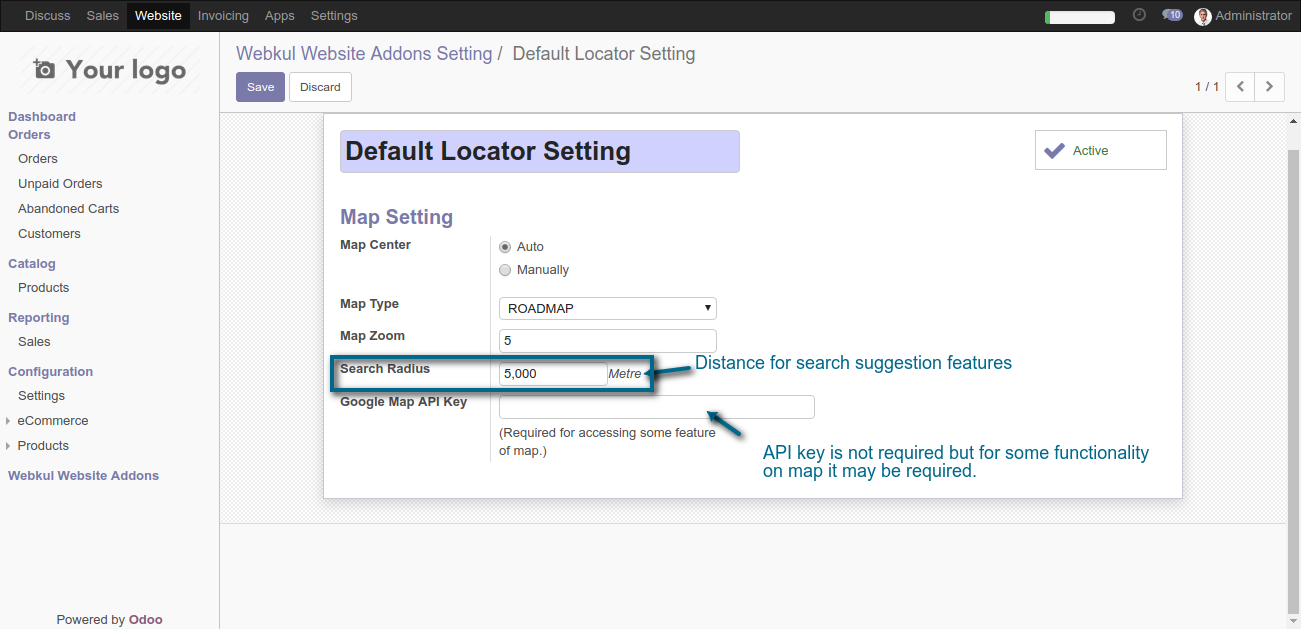 Discuss Sales Website Invoicing Apps Settings 10 Administrator
Your logo
Webkul Website Addons Setting / Default Locator Setting
Save Discard
1 / 1
Dashboard
Orders
Orders
Unpaid Orders
Abandoned Carts
Customers
Catalog
Products
Reporting
Sales
Configuration
Settings
eCommerce
Products
Webkul Website Addons
Powered by Odoo
Default Locator Setting
Active
Map Setting
Map Center
Auto
Manually
Map Type ROADMAP
Map Zoom 5
Search Radius 5,000 Metre
Distance for search suggestion features
Google Map API Key
(Required for accessing some feature
of map.)
API key is not required but for some functionality
on map it may be required.